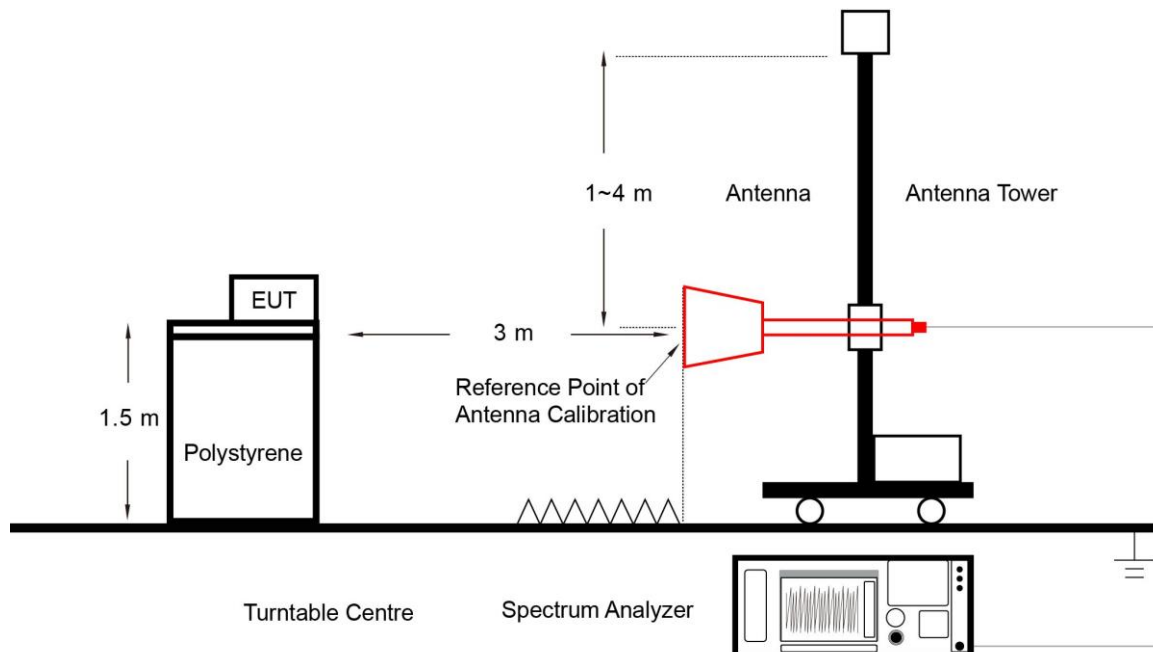 1~4 m
Antenna
Antenna Tower
EUT
3 m
Reference Point of
Antenna Calibration
1.5 m
Polystyrene
Turntable Centre
Spectrum Analyzer